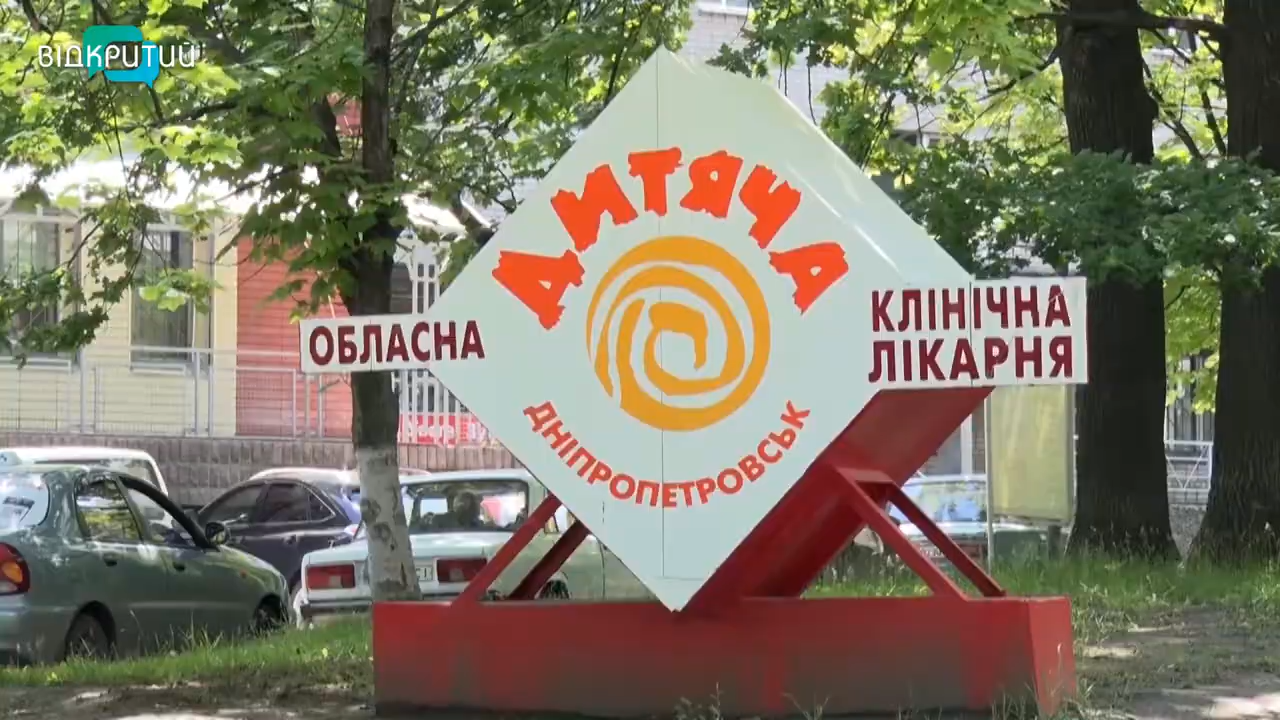 ВІДКРИТИЙ
ДИТЯЧА
ОБЛАСНА
КЛІНІЧНА
ЛІКАРНЯ
ДНІПРОПЕТРОВСЬК